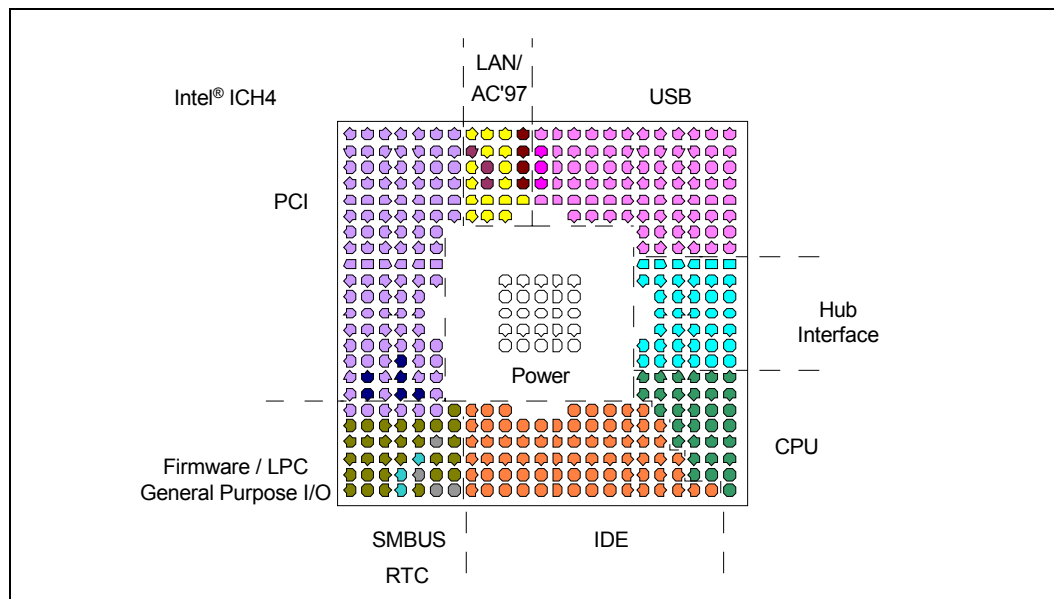 LAN/
AC'97
Intel® ICH4
USB
PCI
Hub
Interface
Power
CPU
Firmware / LPC
General Purpose I/O
SMBUS
IDE
RTC